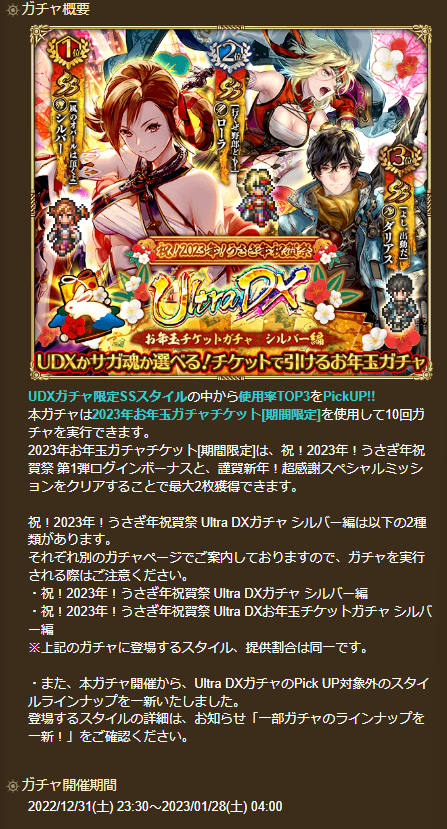 ガチャ概要
1位
2位
3位
SS
SS
SS
シルバー
ローラ
[よし、出動だ]
ダリアス
祝!2023年!うさぎ年祝賀祭
Ultra DX
お年玉チケットガチャ シルバー編
UDXかサガ魂か選べる!チケットで引けるお年玉ガチャ
UDXガチャ限定SSスタイルの中から使用率TOP3をPickUP!!
本ガチャは2023年お年玉ガチャチケット[期間限定]を使用して10回ガ
チャを実行できます。
2023年お年玉ガチャチケット[期間限定]は、祝!2023年!うさぎ年祝
賀祭 第1弾ログインボーナスと、謹賀新年!超感謝スペシャルミッシ
ョンをクリアすることで最大2枚獲得できます。
祝!2023年!うさぎ年祝賀祭 Ultra DXガチャ シルバー編は以下の2種
類があります。
それぞれ別のガチャページでご案内しておりますので、ガチャを実行
される際はご注意ください。
・祝!2023年!うさぎ年祝賀祭 Ultra DXガチャ シルバー編
・祝!2023年!うさぎ年祝賀祭 Ultra DXお年玉チケットガチャ シルバ
ー編
※上記のガチャに登場するスタイル、提供割合は同一です。
・また、本ガチャ開催から、Ultra DXガチャのPick UP対象外のスタイ
ルラインナップを一新いたしました。
登場するスタイルの詳細は、お知らせ「一部ガチャのラインナップを
一新!」をご確認ください。
ガチャ開催期間
2022/12/31(土) 23:30～2023/01/28(土) 04:00